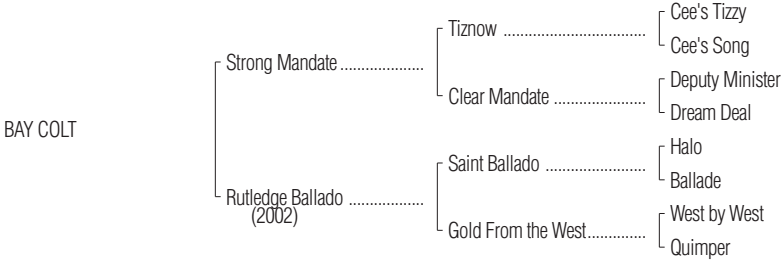 Cee's Tizzy
Tiznow ..................................
Cee's Song
Strong Mandate ...................
Deputy Minister
Clear Mandate ......................
Dream Deal
BAY COLT
Halo
Saint Ballado ........................
Ballade
Rutledge Ballado .................
(2002)
West by West
Gold From the West..............
Quimper